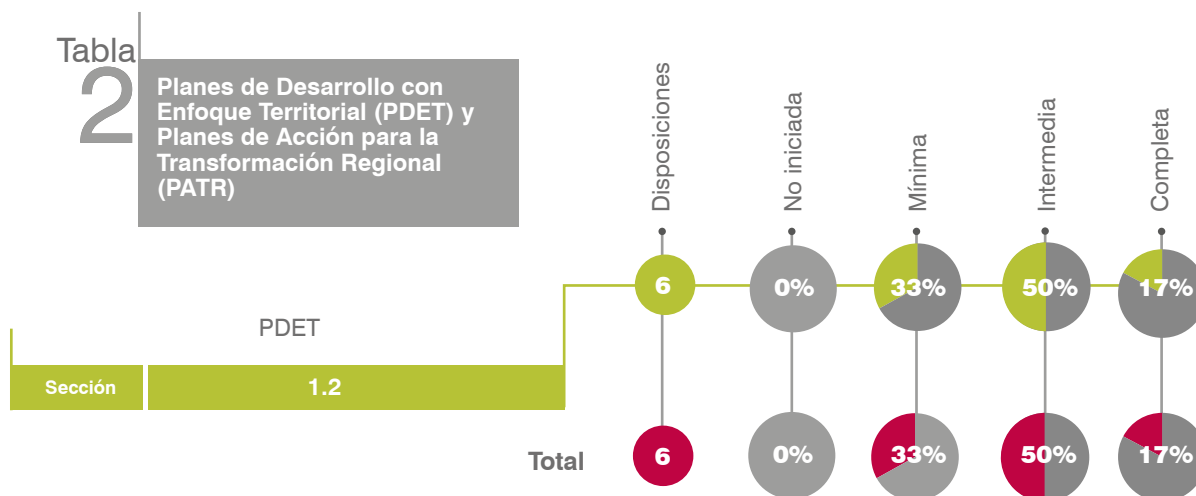 Tabla
2
Planes de Desarrollo con
Enfoque Territorial (PDET) y
Planes de Acción para la
Transformación Regional
(PATR)
Disposiciones
No iniciada
Mínima
Intermedia
Completa
6
0%
33%
50%
17%
PDET
Sección
1.2
Total
6
0%
33%
50%
17%